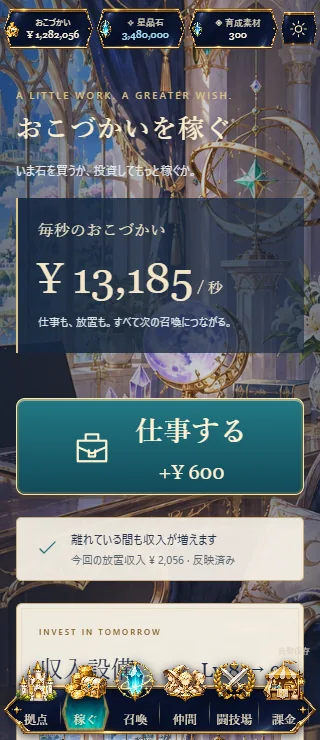 おこづかい
¥1,282,056
✧ 星晶石
3,480,000
◈ 育成素材
300
A LITTLE WORK. A GREATER WISH.
おこづかいを稼ぐ
いま石を買うか、投資してもっと稼ぐか。
毎秒のおこづかい
¥13,185/ 秒
仕事も、放置も。すべて次の召喚につながる。
仕事する
+¥600
離れている間も収入が増えます
今回の放置収入 ¥2,056 · 反映済み
INVEST IN TOMORROW
収入設備
拠点
稼ぐ
召喚
仲間
闘技場
課金